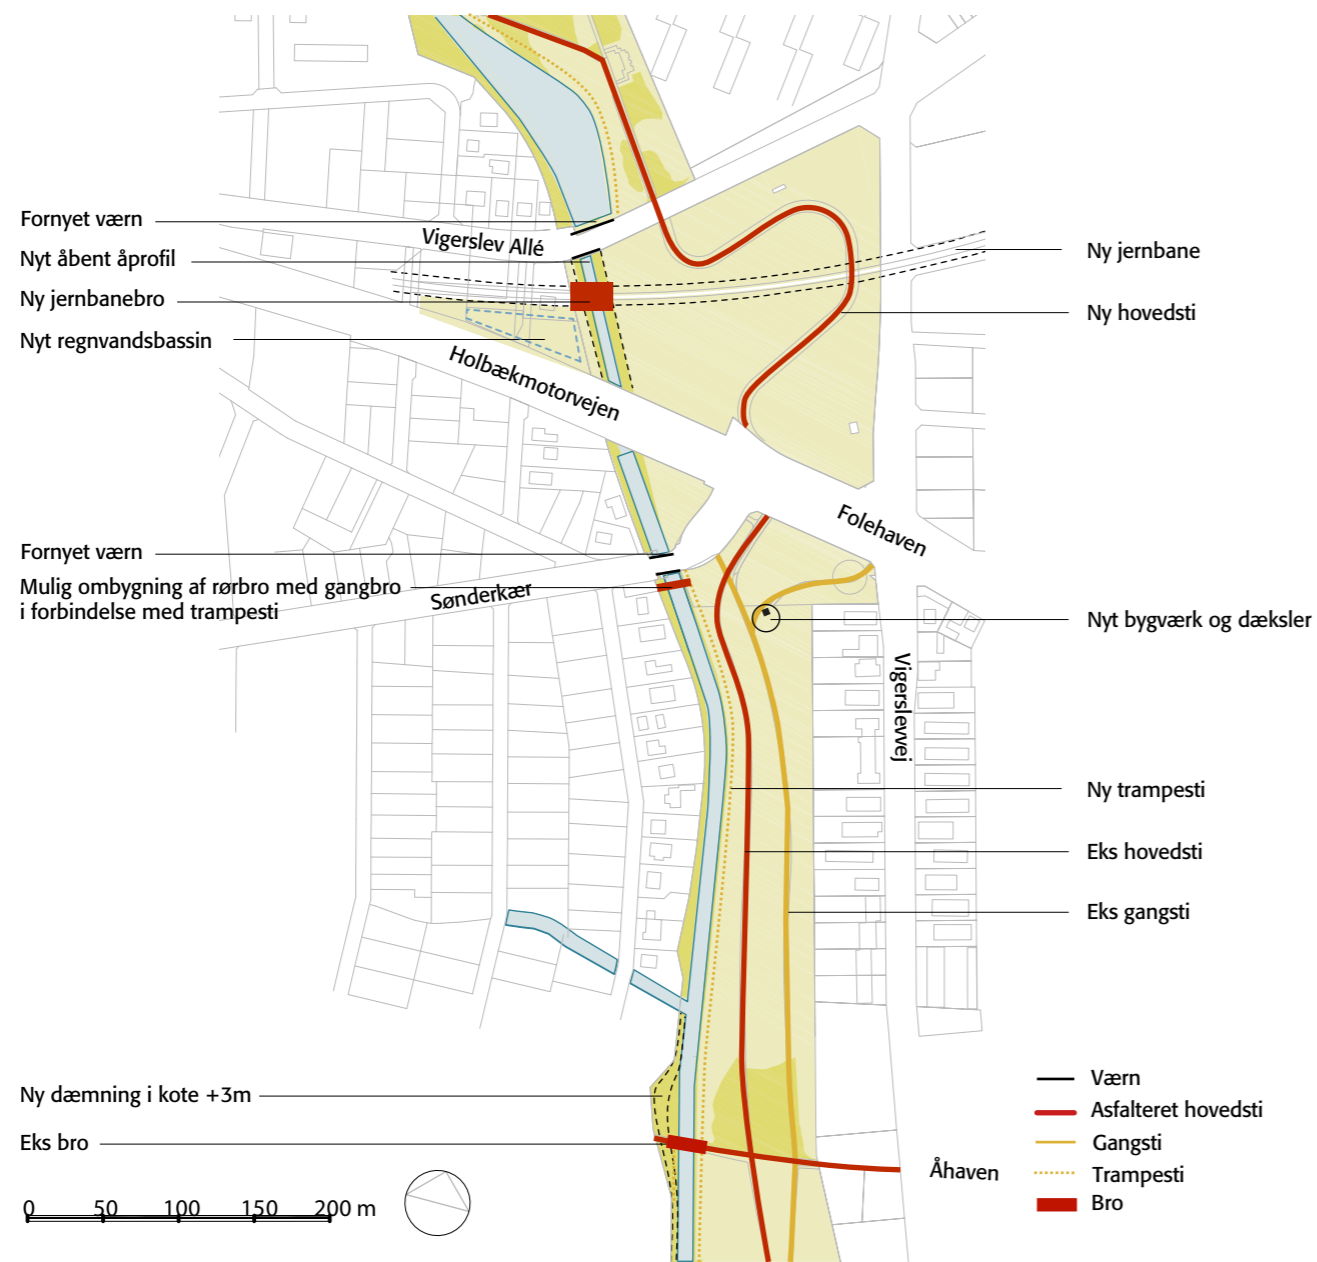 Fornyet værn
Nyt åbent åprofil
Ny jernbanebro
Nyt regnvandsbassin
Vigerslev Allé
Holbækmotorvejen
Ny jernbane
Ny hovedsti
Folehaven
Fornyet værn
Mulig ombygning af rørbro med gangbro
i forbindelse med trampesti
Sønderkær
Nyt bygværk og dæksler
Vigerslevvej
Ny trampesti
Eks hovedsti
Eks gangsti
Ny dæmning i kote +3m
Eks bro
Åhaven
0 50 100 150 200 m
Værn
Asfalteret hovedsti
Gangsti
Trampesti
Bro